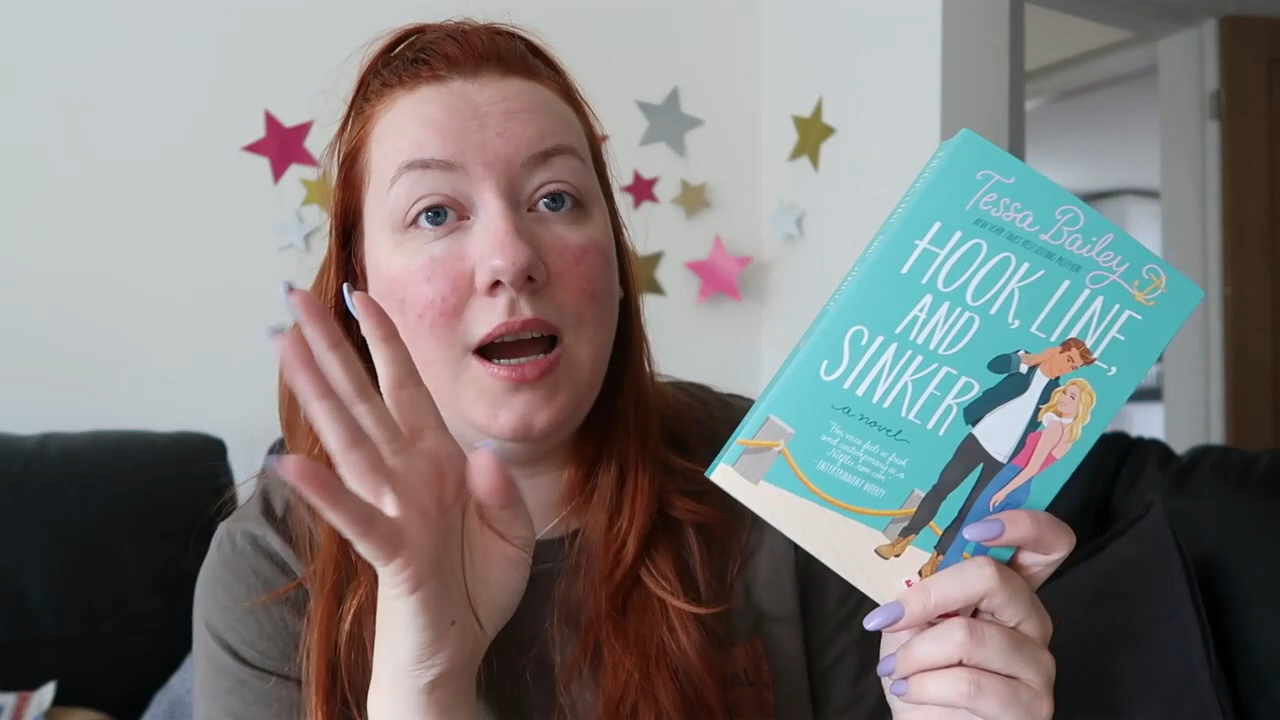 Tessa Bailey
NEW YORK TIMES BESTSELLING AUTHOR
HOOK, LINE,
AND
SINKER
a novel
"Her voice feels as fresh
and contemporary as a
Netflix rom-com."
-ENTERTAINMENT WEEKLY